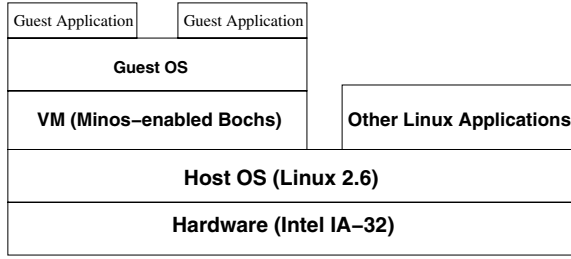 Guest Application
Guest Application
Guest OS
VM (Minos−enabled Bochs)
Other Linux Applications
Host OS (Linux 2.6)
Hardware (Intel IA−32)